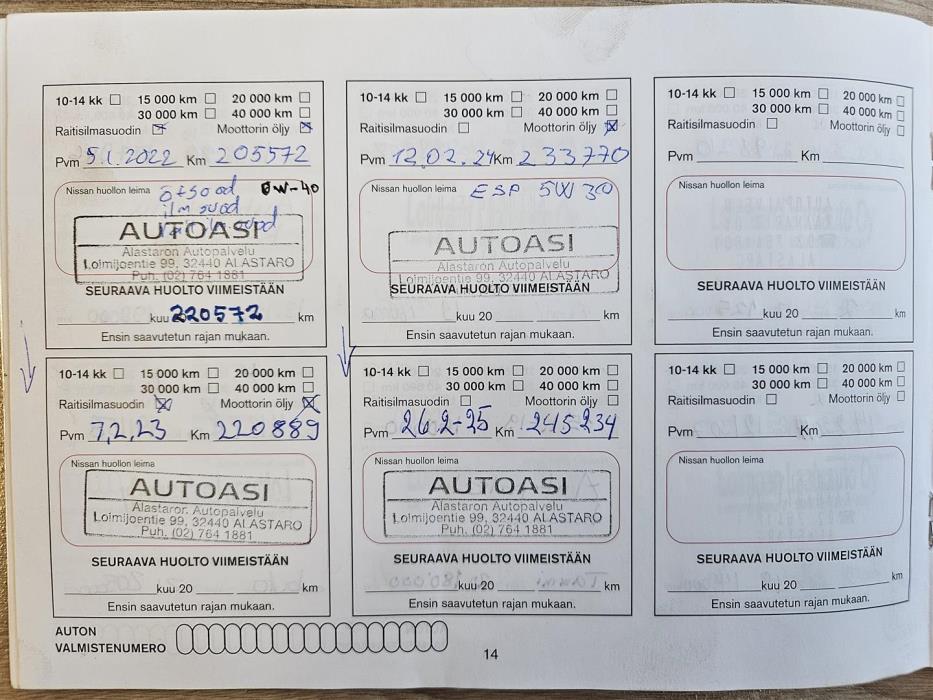 10-14 kk 15 000 km 20 000 km
30 000 km 40 000 km
Raitisilmasuodin Moottorin öljy
Pvm 5.1.2022 Km 205572
Nissan huollon leima
ö+suod 0W-40
ilm suod
AUTOASI
Alastaron Autopalvelu
Loimijoentie 99, 32440 ALASTARO
Puh. (02) 764 1881
SEURAAVA HUOLTO VIIMEISTÄÄN
kuu 20 220572 km
Ensin saavutetun rajan mukaan.
10-14 kk 15 000 km 20 000 km
30 000 km 40 000 km
Raitisilmasuodin Moottorin öljy
Pvm 7.2.23 Km 220889
Nissan huollon leima
AUTOASI
Alastaron Autopalvelu
Loimijoentie 99, 32440 ALASTARO
Puh. (02) 764 1881
SEURAAVA HUOLTO VIIMEISTÄÄN
kuu 20 km
Ensin saavutetun rajan mukaan.
10-14 kk 15 000 km 20 000 km
30 000 km 40 000 km
Raitisilmasuodin Moottorin öljy
Pvm 12.02.24 Km 233770
Nissan huollon leima ESP 5W30
AUTOASI
Alastaron Autopalvelu
Loimijoentie 99, 32440 ALASTARO
SEURAAVA HUOLTO VIIMEISTÄÄN
kuu 20 km
Ensin saavutetun rajan mukaan.
10-14 kk 15 000 km 20 000 km
30 000 km 40 000 km
Raitisilmasuodin Moottorin öljy
Pvm 26.2-25 Km 245234
Nissan huollon leima
AUTOASI
Alastaron Autopalvelu
Loimijoentie 99, 32440 ALASTARO
Puh. (02) 764 1881
SEURAAVA HUOLTO VIIMEISTÄÄN
kuu 20 km
Ensin saavutetun rajan mukaan.
10-14 kk 15 000 km 20 000 km
30 000 km 40 000 km
Raitisilmasuodin Moottorin öljy
Pvm Km
Nissan huollon leima
SEURAAVA HUOLTO VIIMEISTÄÄN
kuu 20 km
Ensin saavutetun rajan mukaan.
10-14 kk 15 000 km 20 000 km
30 000 km 40 000 km
Raitisilmasuodin Moottorin öljy
Pvm Km
Nissan huollon leima
SEURAAVA HUOLTO VIIMEISTÄÄN
kuu 20 km
Ensin saavutetun rajan mukaan.
AUTON
VALMISTENUMERO
14